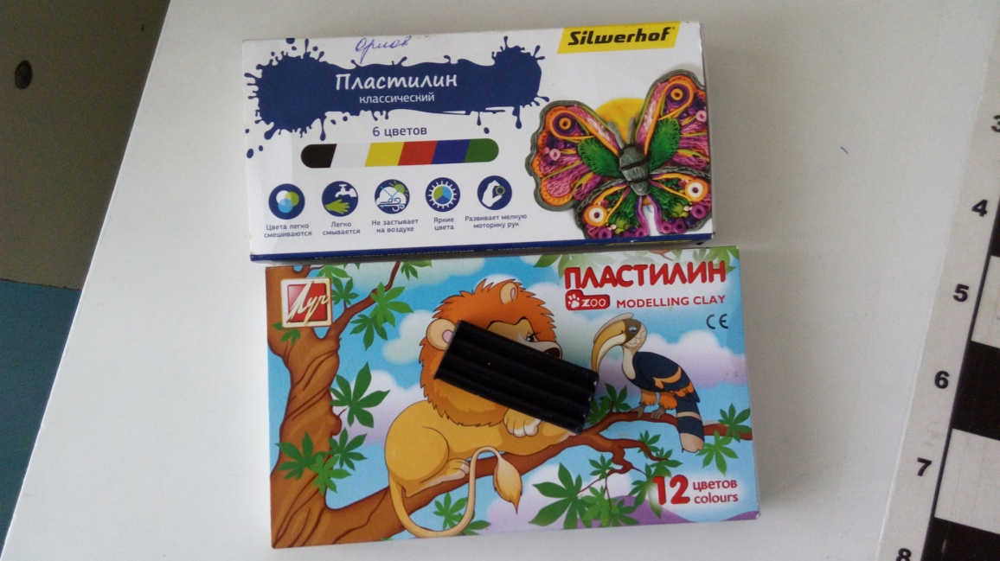 Орлов
Silwerhof
Пластилин
классический
6 цветов
Цвета легко
смешиваются
Легко
смывается
Не застывает
на воздухе
Яркие
цвета
Развивает мелкую
моторику рук
Луч
ПЛАСТИЛИН
ZOO MODELLING CLAY
CE
12 цветов
colours
3
4
5
6
7
8